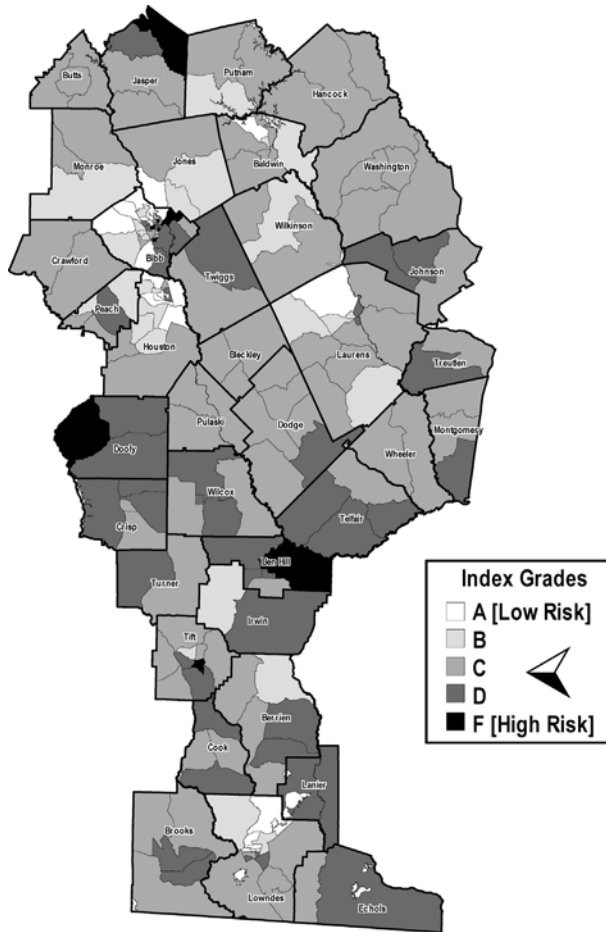 Butts
Jasper
Putnam
Hancock
Monroe
Jones
Baldwin
Washington
Crawford
Bibb
Twiggs
Wilkinson
Johnson
Peach
Houston
Bleckley
Laurens
Treutlen
Pulaski
Dodge
Wheeler
Montgomery
Dooly
Wilcox
Telfair
Crisp
Ben Hill
Turner
Irwin
Tift
Berrien
Cook
Lanier
Brooks
Lowndes
Echols
Index Grades
A [Low Risk]
B
C
D
F [High Risk]